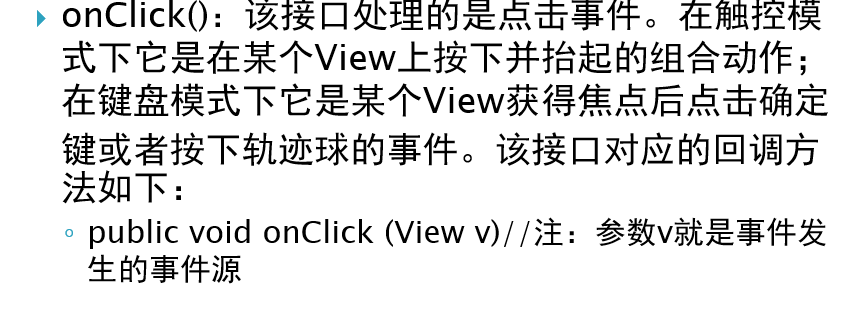 onClick()：该接口处理的是点击事件。在触控模
式下它是在某个View上按下并抬起的组合动作；
在键盘模式下它是某个View获得焦点后点击确定
键或者按下轨迹球的事件。该接口对应的回调方
法如下：
public void onClick (View v)//注：参数v就是事件发
生的事件源